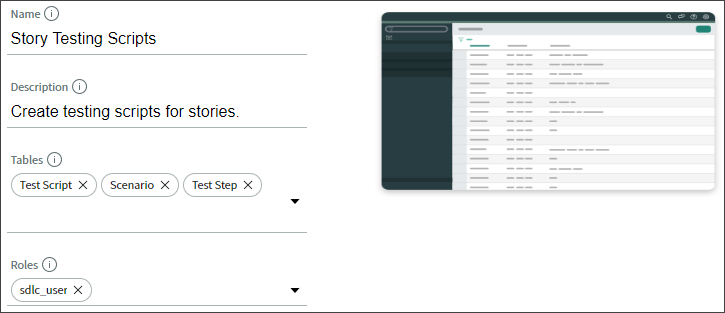 Name
Story Testing Scripts
Description
Create testing scripts for stories.
Tables
Test Script
Scenario
Test Step
Roles
sdlc_user